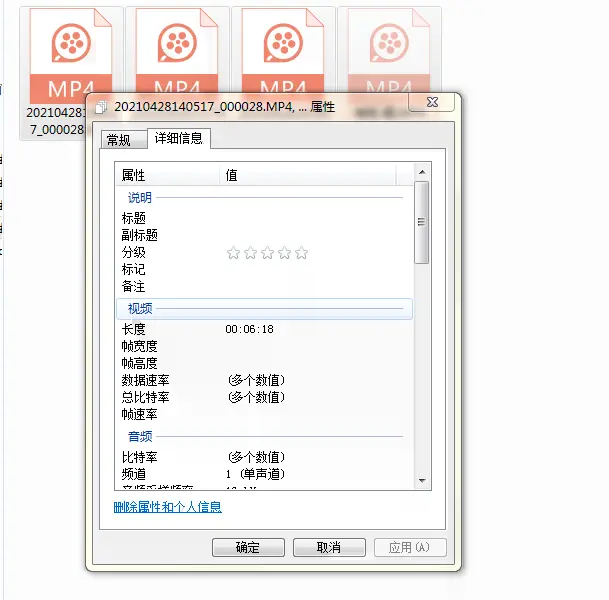 MP4
MP4
MP4
MP4
20210428
7_000028.
20210428140517_000028.MP4, ... 属性
常规
详细信息
属性 值
说明
标题
副标题
分级
标记
备注
视频
长度 00:06:18
帧宽度
帧高度
数据速率 (多个数值)
总比特率 (多个数值)
帧速率
音频
比特率 (多个数值)
频道 1 (单声道)
删除属性和个人信息
确定
取消
应用(A)